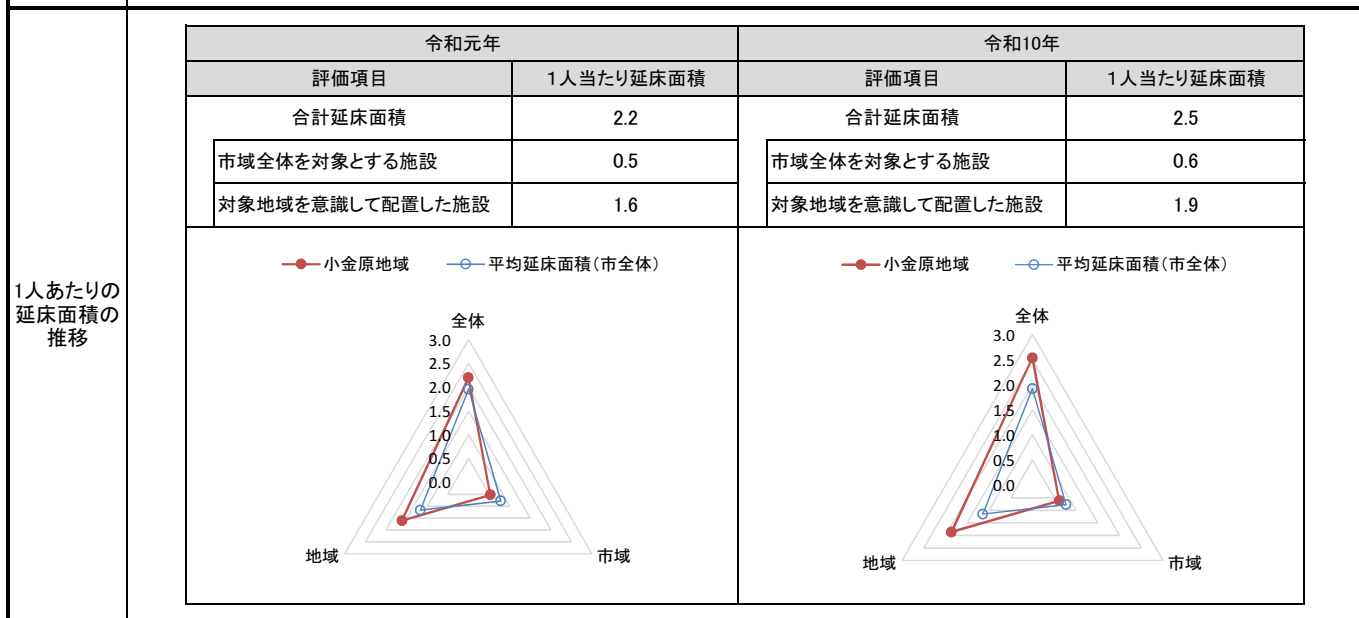 1人あたりの
延床面積の
推移
令和元年
令和10年
評価項目
1人当たり延床面積
評価項目
1人当たり延床面積
合計延床面積
2.2
合計延床面積
2.5
市域全体を対象とする施設
0.5
市域全体を対象とする施設
0.6
対象地域を意識して配置した施設
1.6
対象地域を意識して配置した施設
1.9
小金原地域
平均延床面積(市全体)
全体
3.0
2.5
2.0
1.5
1.0
0.5
0.0
地域
市域
小金原地域
平均延床面積(市全体)
全体
3.0
2.5
2.0
1.5
1.0
0.5
0.0
地域
市域